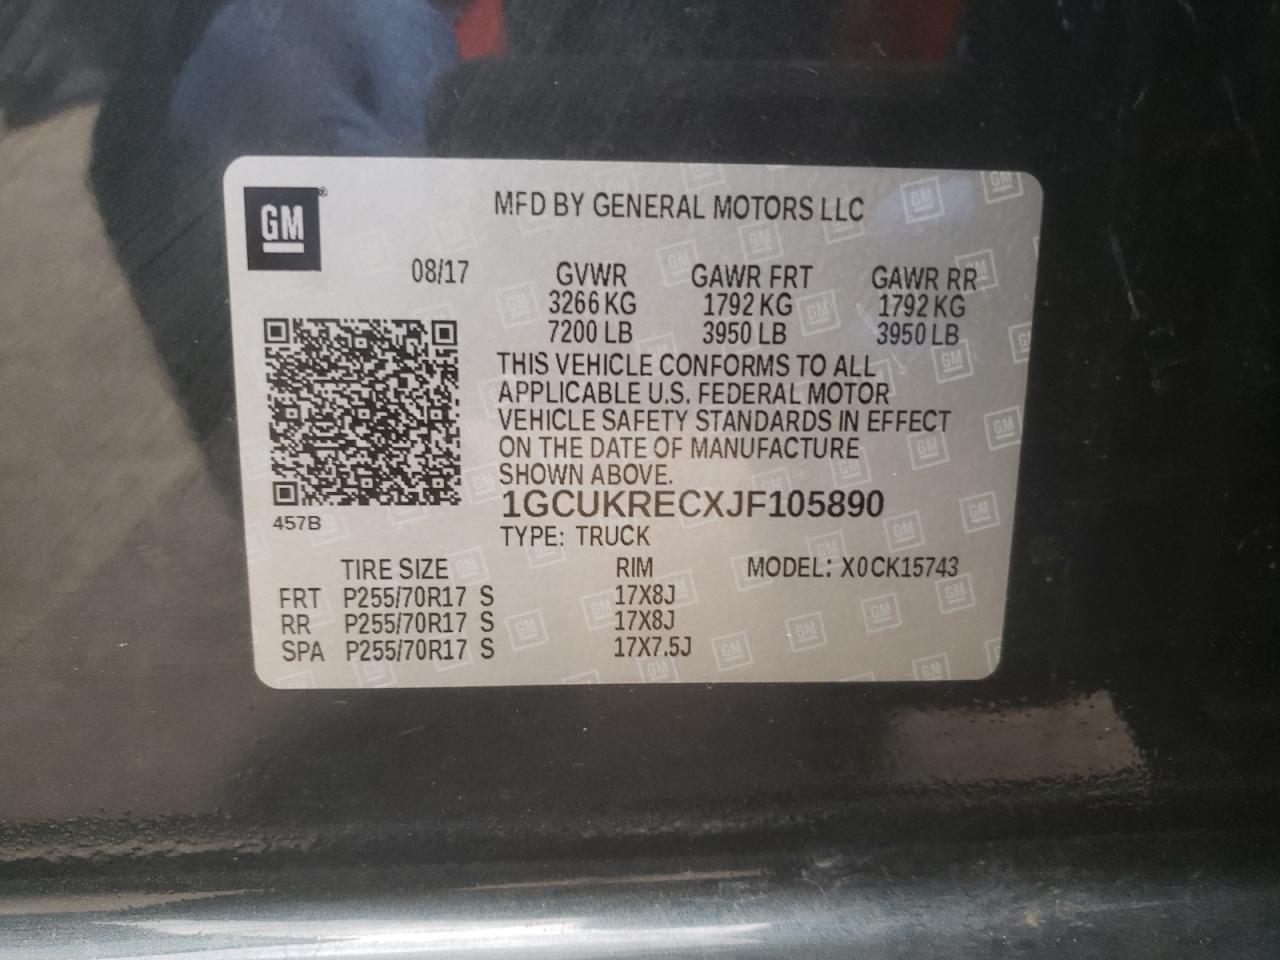 GM®
MFD BY GENERAL MOTORS LLC
08/17
GVWR GAWR FRT GAWR RR
3266 KG 1792 KG 1792 KG
7200 LB 3950 LB 3950 LB
THIS VEHICLE CONFORMS TO ALL
APPLICABLE U.S. FEDERAL MOTOR
VEHICLE SAFETY STANDARDS IN EFFECT
ON THE DATE OF MANUFACTURE
SHOWN ABOVE.
1GCUKRECXJF105890
457B
TYPE: TRUCK
TIRE SIZE RIM MODEL: X0CK15743
FRT P255/70R17 S 17X8J
RR P255/70R17 S 17X8J
SPA P255/70R17 S 17X7.5J